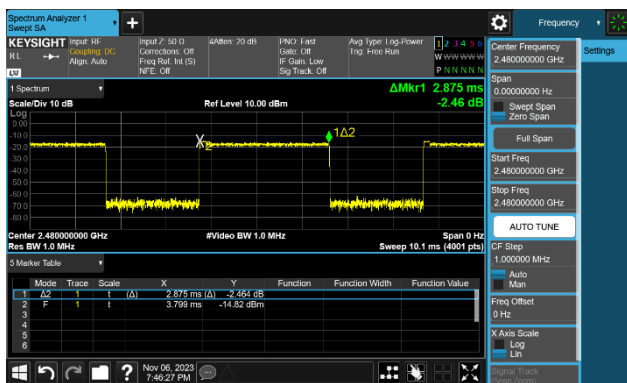 Spectrum Analyzer 1
Swept SA
Frequency
KEYSIGHT
Input: RF
Coupling: DC
Align: Auto
Input Z: 50 Ω
Corrections: Off
Freq Ref: Int (S)
NFE: Off
#Atten: 20 dB
PNO: Fast
Gate: Off
IF Gain: Low
Sig Track: Off
Avg Type: Log-Power
Trig: Free Run
1 2 3 4 5 6
W W W W W W
P N N N N N
RL
LW
Settings
Center Frequency
2.480000000 GHz
Span
0.00000000 Hz
Swept Span
Zero Span
Full Span
Start Freq
2.480000000 GHz
Stop Freq
2.480000000 GHz
AUTO TUNE
CF Step
1.000000 MHz
Auto
Man
Freq Offset
0 Hz
X Axis Scale
Log
Lin
Signal Track
(Span Zoom)
1 Spectrum
Scale/Div 10 dB
Ref Level 10.00 dBm
ΔMkr1 2.875 ms
-2.46 dB
Log
0.00
-10.0
-20.0
-30.0
-40.0
-50.0
-60.0
-70.0
-80.0
X2
1Δ2
Center 2.480000000 GHz
Res BW 1.0 MHz
#Video BW 1.0 MHz
Span 0 Hz
Sweep 10.1 ms (4001 pts)
5 Marker Table
Mode Trace Scale X Y Function Function Width Function Value
1 Δ2 1 t (Δ) 2.875 ms (Δ) -2.464 dB
2 F 1 t 3.799 ms -14.82 dBm
3
4
5
6
Nov 06, 2023
7:46:27 PM